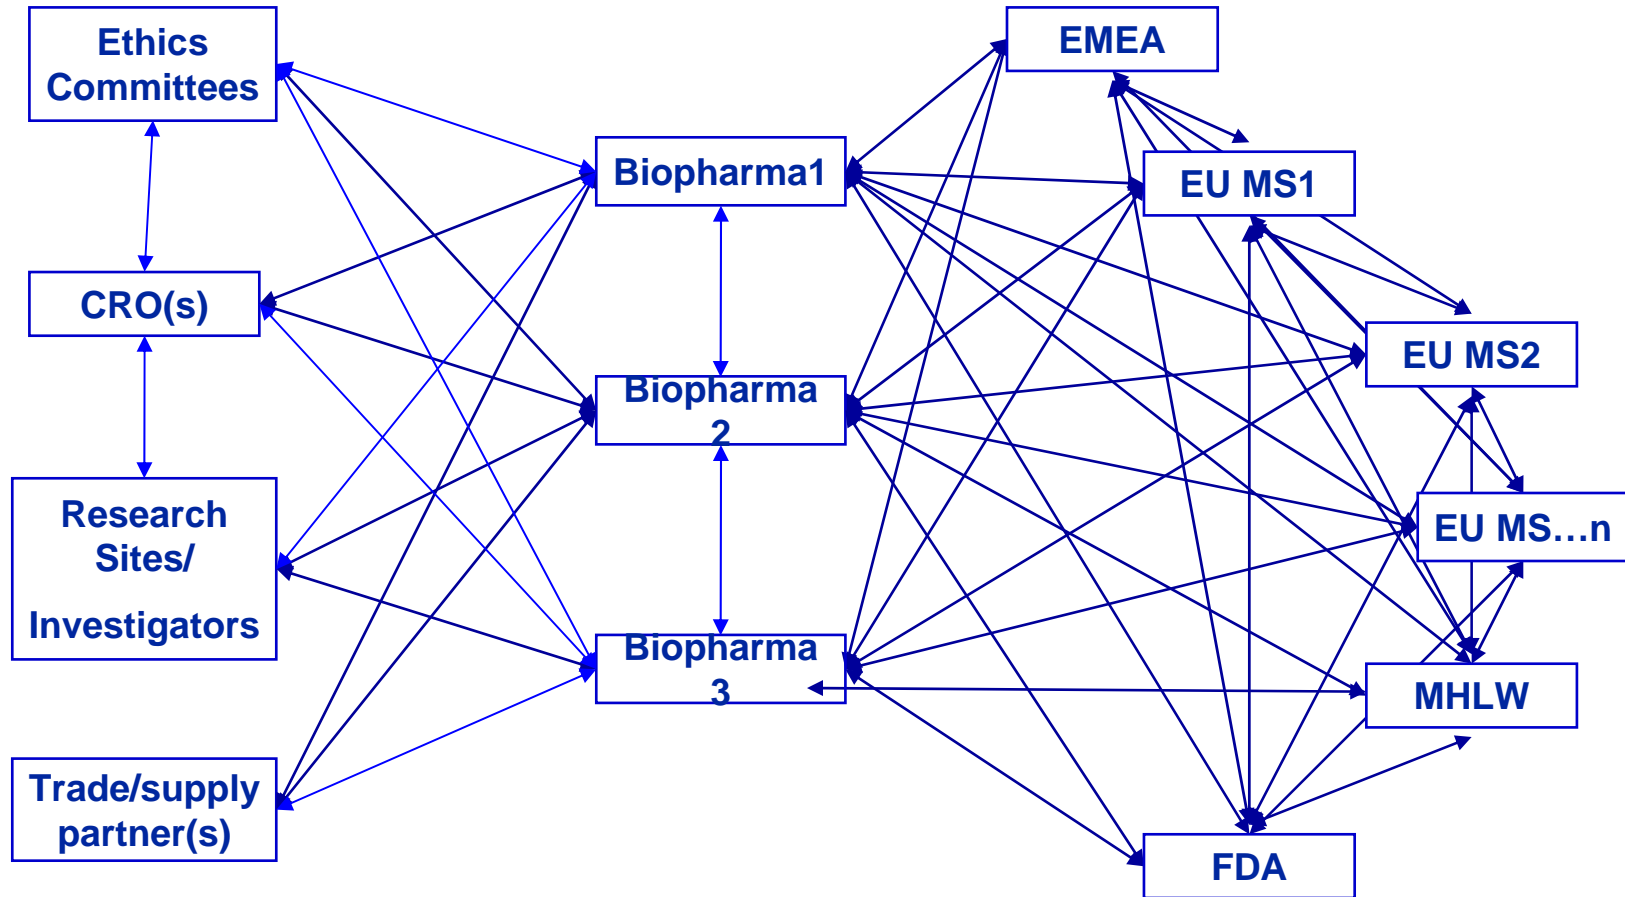 Ethics
Committees
CRO(s)
Research
Sites/
Investigators
Trade/supply
partner(s)
Biopharma1
Biopharma
2
Biopharma
3
EMEA
EU MS1
EU MS2
EU MS…n
MHLW
FDA